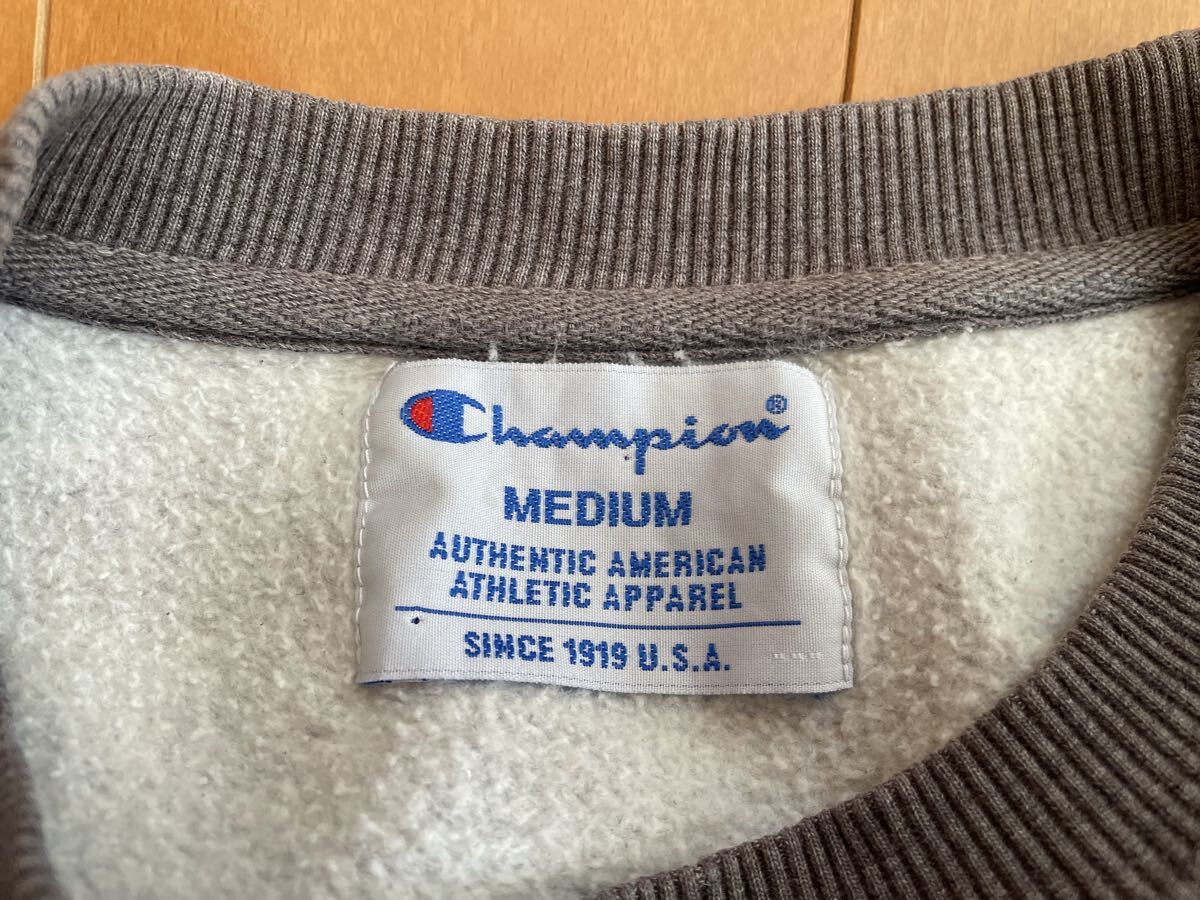 Champion®
MEDIUM
AUTHENTIC AMERICAN
ATHLETIC APPAREL
SINCE 1919 U.S.A.